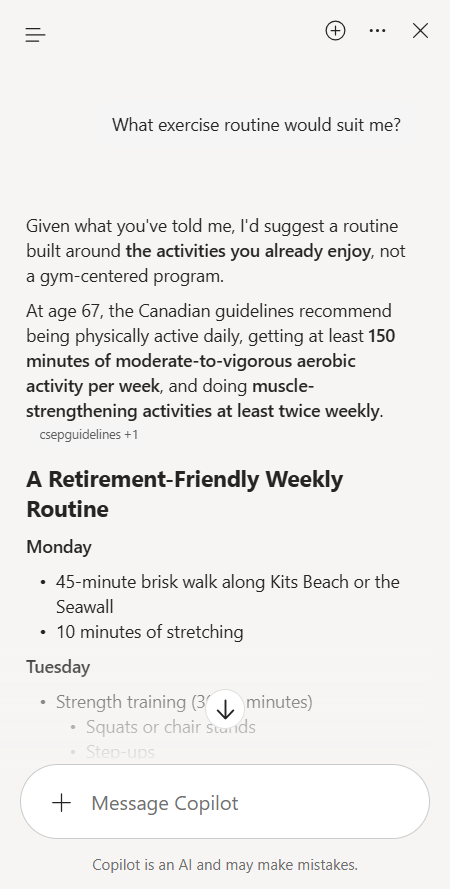 What exercise routine would suit me?
Given what you've told me, I'd suggest a routine
built around the activities you already enjoy, not
a gym-centered program.
At age 67, the Canadian guidelines recommend
being physically active daily, getting at least 150
minutes of moderate-to-vigorous aerobic
activity per week, and doing muscle-
strengthening activities at least twice weekly.
csepguidelines +1
A Retirement-Friendly Weekly
Routine
Monday
• 45-minute brisk walk along Kits Beach or the
Seawall
• 10 minutes of stretching
Tuesday
• Strength training minutes)
• Squats or chair stands
• Step-ups
Message Copilot
Copilot is an AI and may make mistakes.